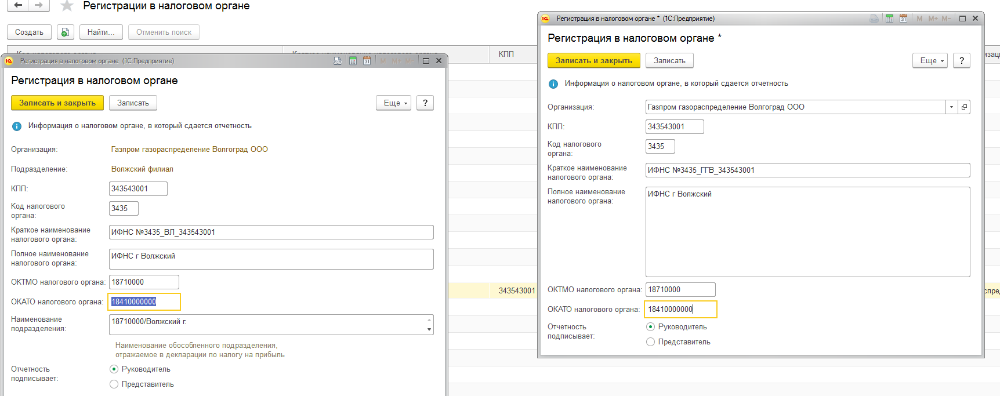 Регистрации в налоговом органе
Создать
Найти...
Отменить поиск
КПП
343543001
Регистрация в налоговом органе (1С:Предприятие)
M M+ M-
Регистрация в налоговом органе
Записать и закрыть
Записать
Еще
?
Информация о налоговом органе, в который сдается отчетность
Организация: Газпром газораспределение Волгоград ООО
Подразделение: Волжский филиал
КПП: 343543001
Код налогового
органа:
3435
Краткое наименование
налогового органа:
ИФНС №3435_ВЛ_343543001
Полное наименование
налогового органа:
ИФНС г Волжский
ОКТМО налогового органа: 18710000
ОКАТО налогового органа: 18410000000
Наименование
подразделения:
18710000/Волжский г.
Наименование обособленного подразделения,
отражаемое в декларации по налогу на прибыль
Отчетность
подписывает:
Руководитель
Представитель
Регистрация в налоговом органе * (1С:Предприятие)
31 M M+ M-
Регистрация в налоговом органе *
Записать и закрыть
Записать
Еще
?
Информация о налоговом органе, в который сдается отчетность
Организация: Газпром газораспределение Волгоград ООО
КПП: 343543001
Код налогового
органа:
3435
Краткое наименование
налогового органа:
ИФНС №3435_ГГВ_343543001
Полное наименование
налогового органа:
ИФНС г Волжский
ОКТМО налогового органа: 18710000
ОКАТО налогового органа: 18410000000
Отчетность
подписывает:
Руководитель
Представитель